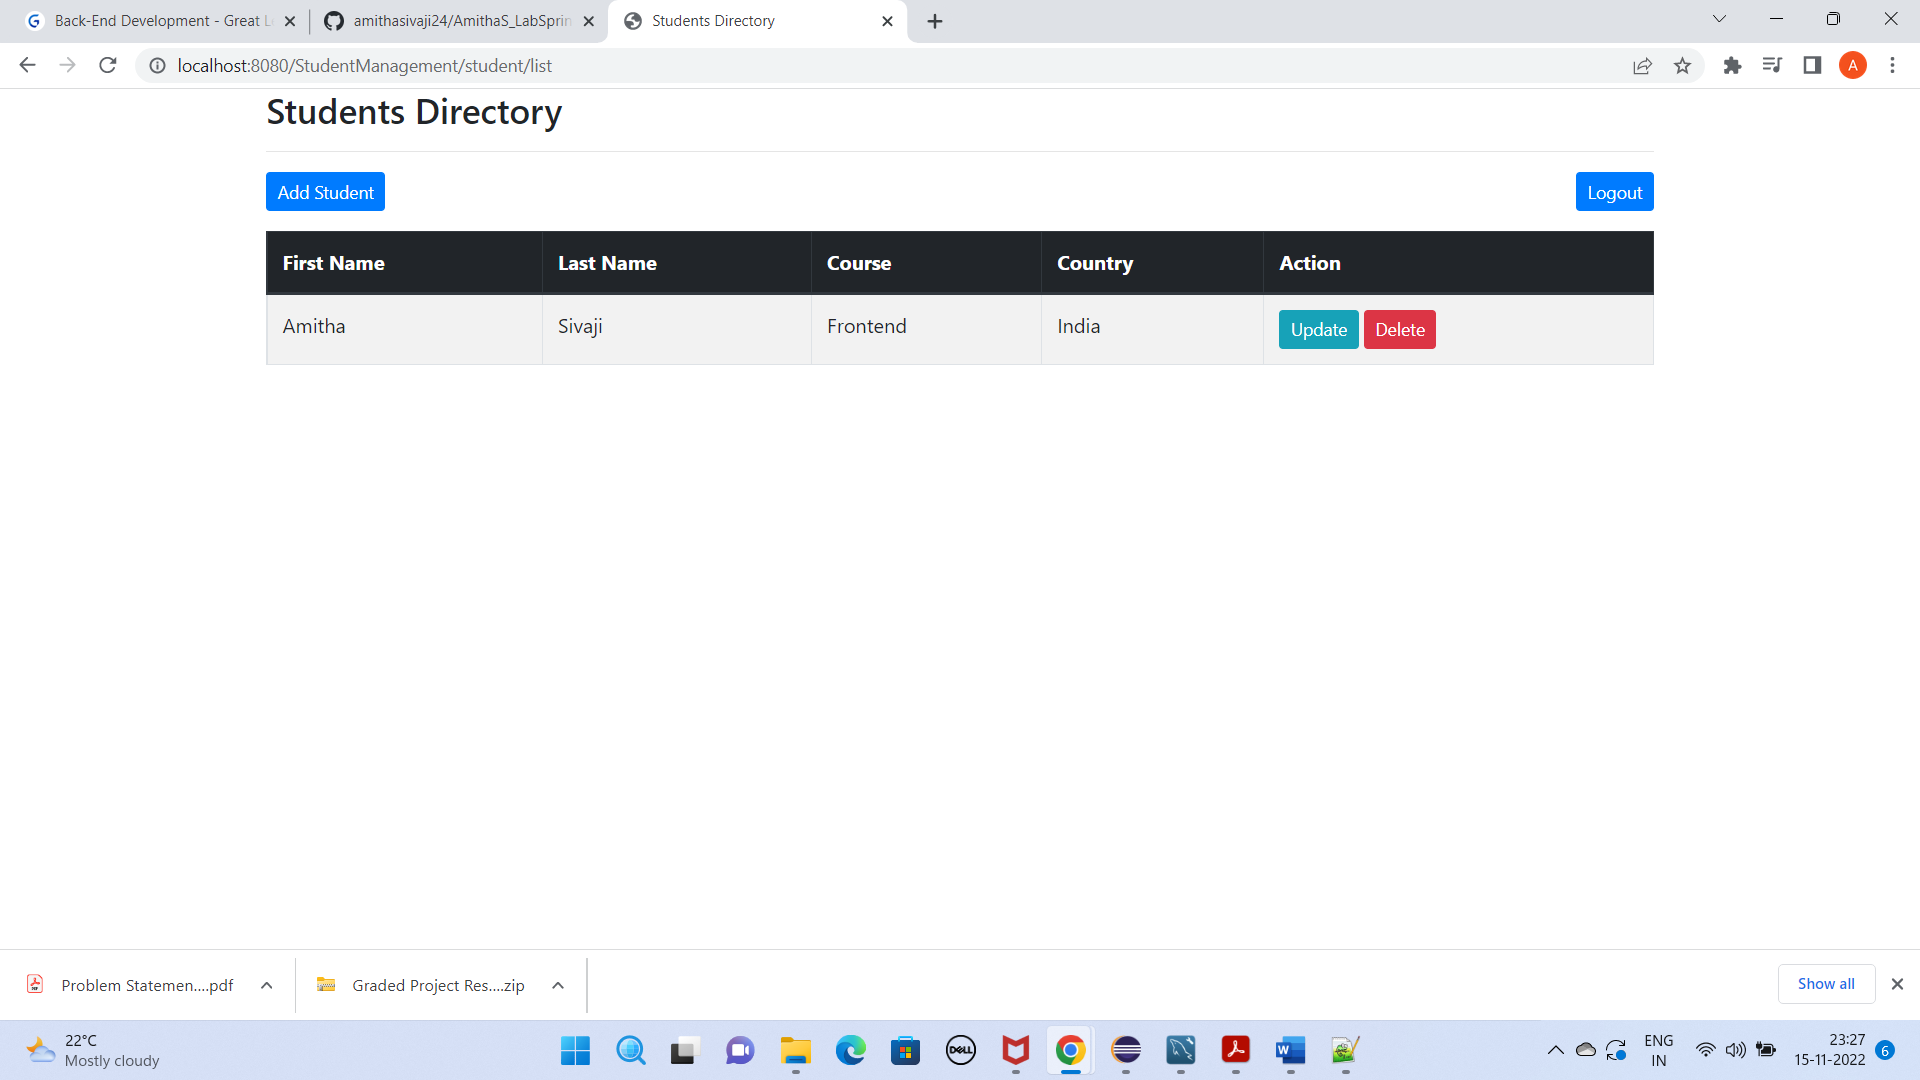 Back-End Development - Great L
amithasivaji24/AmithaS_LabSprin
Students Directory
localhost:8080/StudentManagement/student/list
A
Students Directory
Add Student
Logout
First Name Last Name Course Country Action
Amitha Sivaji Frontend India Update Delete
Problem Statemen....pdf
Graded Project Res....zip
Show all
22°C
Mostly cloudy
DELL
W
ENG
IN
23:27
15-11-2022
6